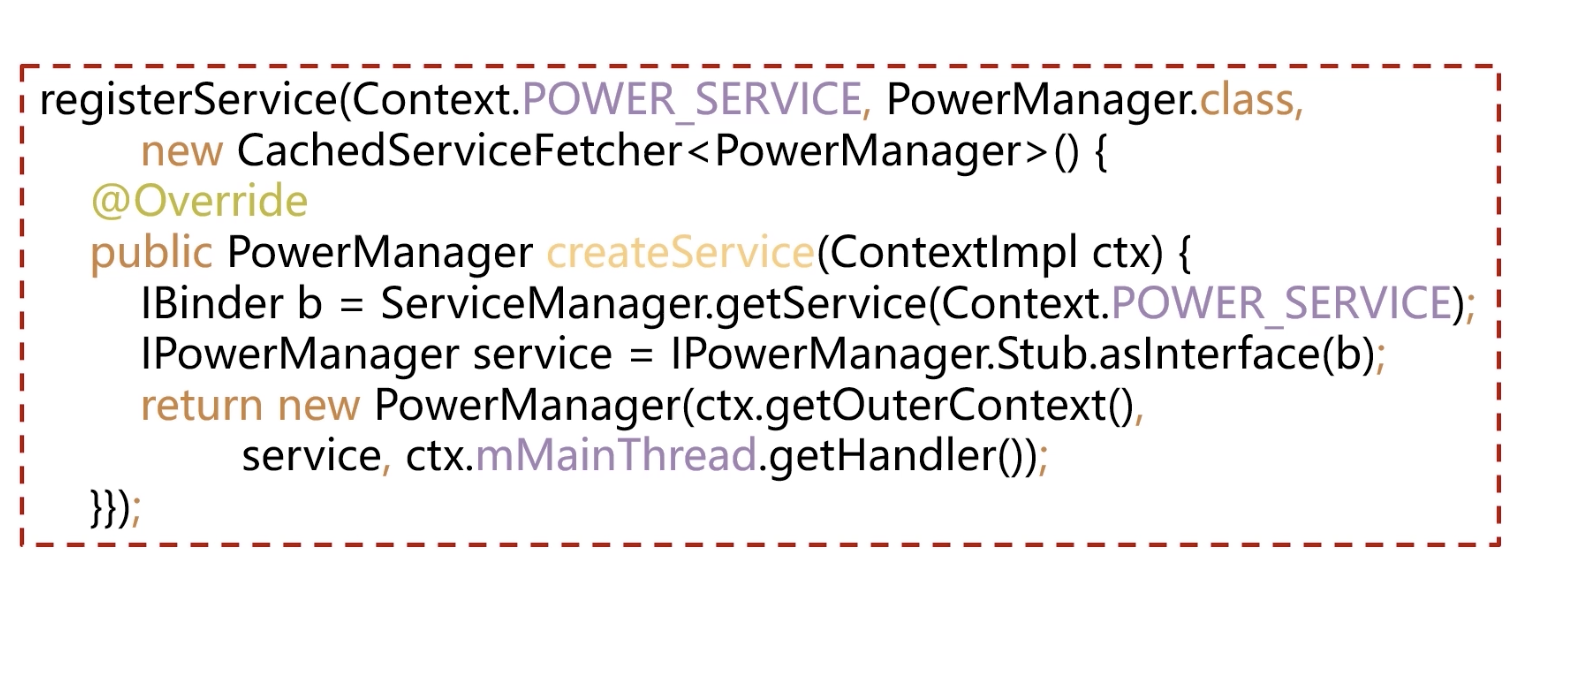 registerService(Context.POWER_SERVICE, PowerManager.class,
new CachedServiceFetcher<PowerManager>() {
@Override
public PowerManager createService(ContextImpl ctx) {
IBinder b = ServiceManager.getService(Context.POWER_SERVICE);
IPowerManager service = IPowerManager.Stub.asInterface(b);
return new PowerManager(ctx.getOuterContext(),
service, ctx.mMainThread.getHandler());
}});